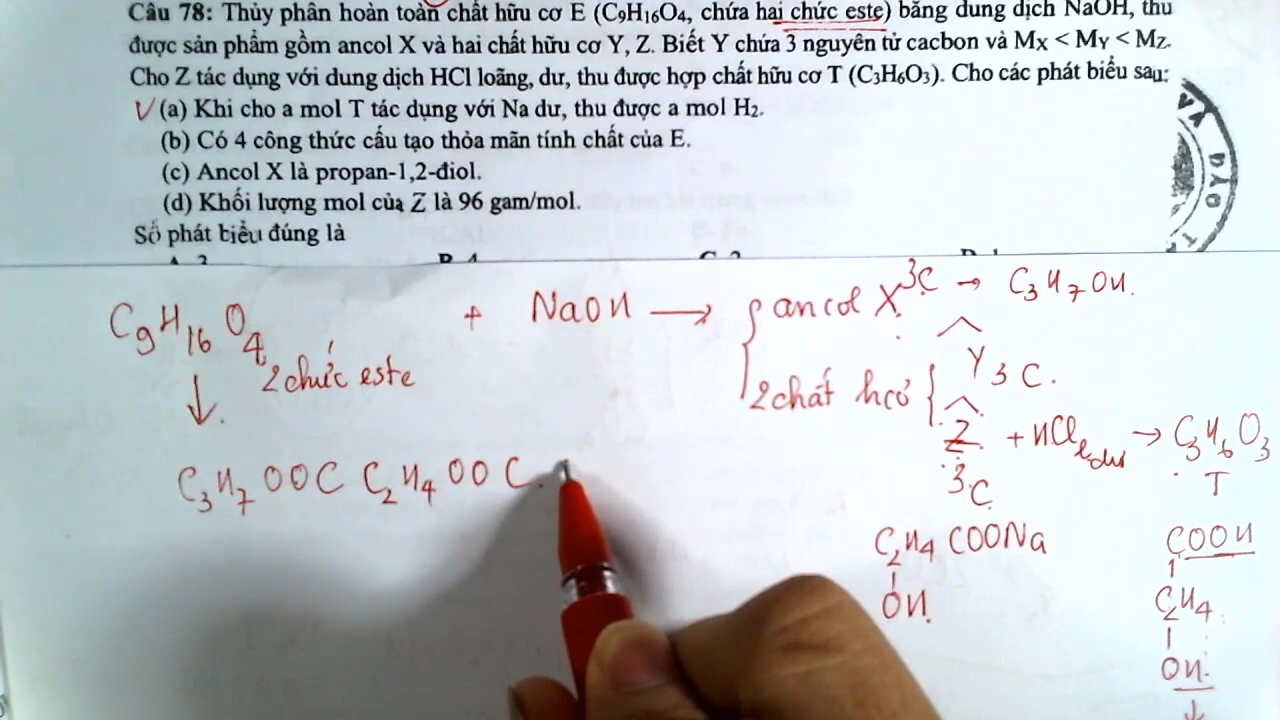 Câu 78: Thủy phân hoàn toàn chất hữu cơ E (C₉H₁₆O₄, chứa hai chức este) bằng dung dịch NaOH, thu
được sản phẩm gồm ancol X và hai chất hữu cơ Y, Z. Biết Y chứa 3 nguyên tử cacbon và Mₓ < Mʏ < Mz.
Cho Z tác dụng với dung dịch HCl loãng, dư, thu được hợp chất hữu cơ T (C₃H₆O₃). Cho các phát biểu sau:
V (a) Khi cho a mol T tác dụng với Na dư, thu được a mol H₂.
(b) Có 4 công thức cấu tạo thỏa mãn tính chất của E.
(c) Ancol X là propan-1,2-điol.
(d) Khối lượng mol của Z là 96 gam/mol.
Số phát biểu đúng là
C₉H₁₆O₄ + NaOH → ancol X 3C → C₃H₇OH.
2 chức este
Y 3C.
2 chất hcơ
Z + HCl l, dư → C₃H₆O₃
3C
T
C₃H₇OOC C₂H₄OOC
C₂H₄COONa
OH
COOH
C₂H₄
OH